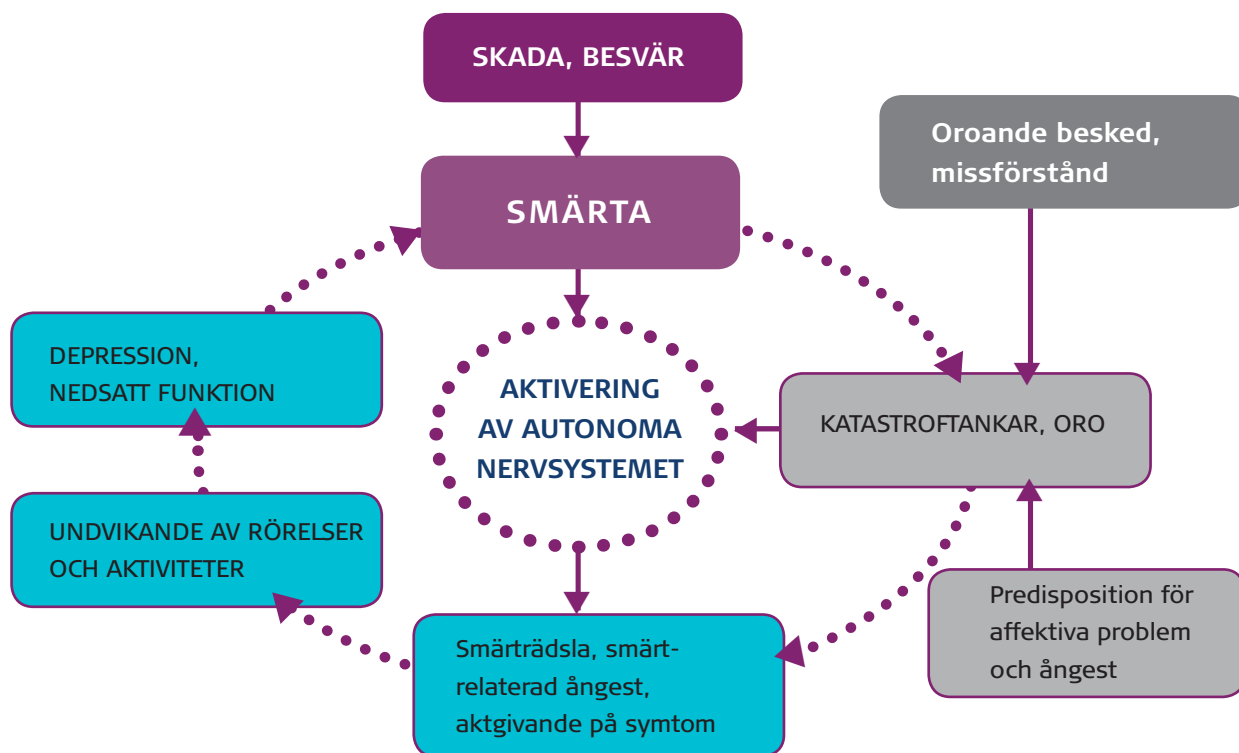 SKADA, BESVÄR
Oroande besked,
missförstånd
SMÄRTA
DEPRESSION,
NEDSATT FUNKTION
AKTIVERING
AV AUTONOMA
NERVSYSTEMET
KATASTROFTANKAR, ORO
UNDVIKANDE AV RÖRELSER
OCH AKTIVITETER
Smärträdsla, smärt-
relaterad ångest,
aktgivande på symtom
Predisposition för
affektiva problem
och ångest